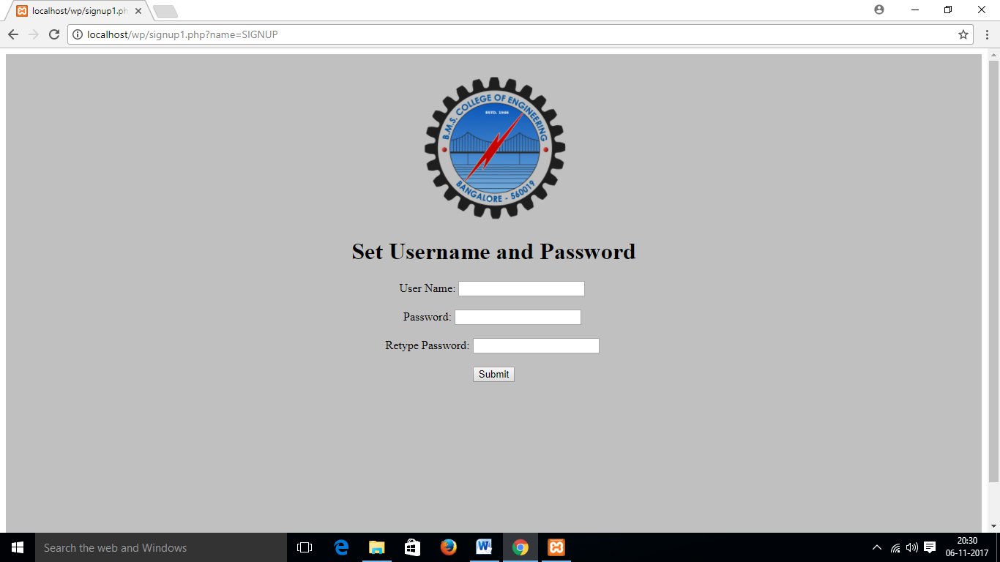 localhost/wp/signup1.ph
localhost/wp/signup1.php?name=SIGNUP
B.M.S. COLLEGE OF ENGINEERING
ESTD. 1946
BANGALORE - 560019
Set Username and Password
User Name:
Password:
Retype Password:
Submit
Search the web and Windows
20:30
06-11-2017